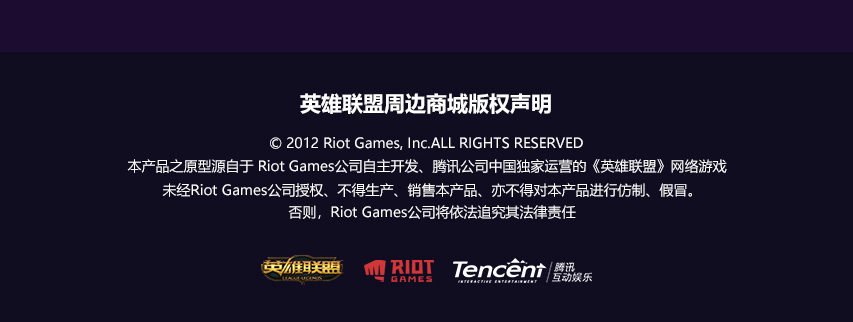 英雄联盟周边商城版权声明
© 2012 Riot Games, Inc.ALL RIGHTS RESERVED
本产品之原型源自于 Riot Games公司自主开发、腾讯公司中国独家运营的《英雄联盟》网络游戏
未经Riot Games公司授权、不得生产、销售本产品、亦不得对本产品进行仿制、假冒。
否则，Riot Games公司将依法追究其法律责任
英雄联盟
LEAGUE LEGENDS
RIOT
GAMES
Tencent
INTERACTIVE ENTERTAINMENT
腾讯
互动娱乐